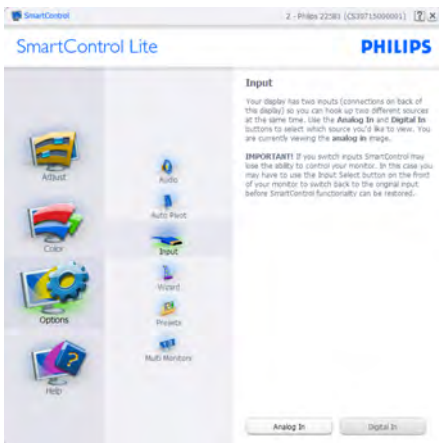 SmartControl
2 - Philips 225B1 (CS30715000001)
SmartControl Lite
PHILIPS
Adjust
Color
Options
Help
Audio
Auto Pivot
Input
Wizard
Presets
Multi Monitors
Input
Your display has two inputs (connections on back of
this display) so you can hook up two different sources
at the same time. Use the Analog In and Digital In
buttons to select which source you'd like to view. You
are currently viewing the analog in image.
IMPORTANT! If you switch inputs SmartControl may
lose the ability to control your monitor. In this case you
may have to use the Input Select button on the front
of your monitor to switch back to the original input
before SmartControl functionality can be restored.
Analog In
Digital In